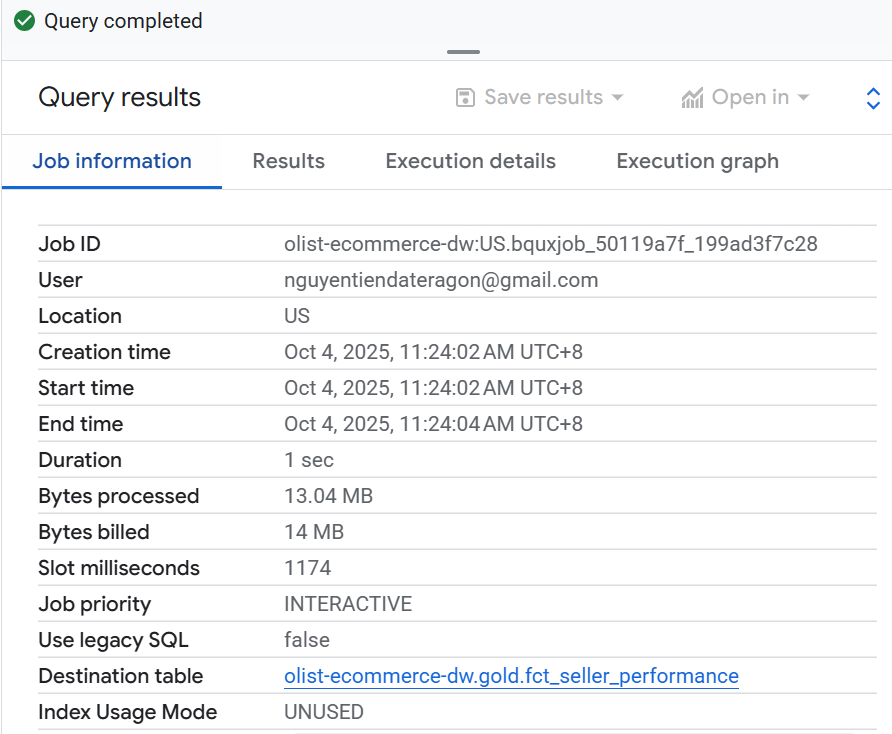 Query completed
Query results Save results Open in
Job information Results Execution details Execution graph
Job ID olist-ecommerce-dw:US.bquxjob_50119a7f_199ad3f7c28
User nguyentiendateragon@gmail.com
Location US
Creation time Oct 4, 2025, 11:24:02 AM UTC+8
Start time Oct 4, 2025, 11:24:02 AM UTC+8
End time Oct 4, 2025, 11:24:04 AM UTC+8
Duration 1 sec
Bytes processed 13.04 MB
Bytes billed 14 MB
Slot milliseconds 1174
Job priority INTERACTIVE
Use legacy SQL false
Destination table olist-ecommerce-dw.gold.fct_seller_performance
Index Usage Mode UNUSED